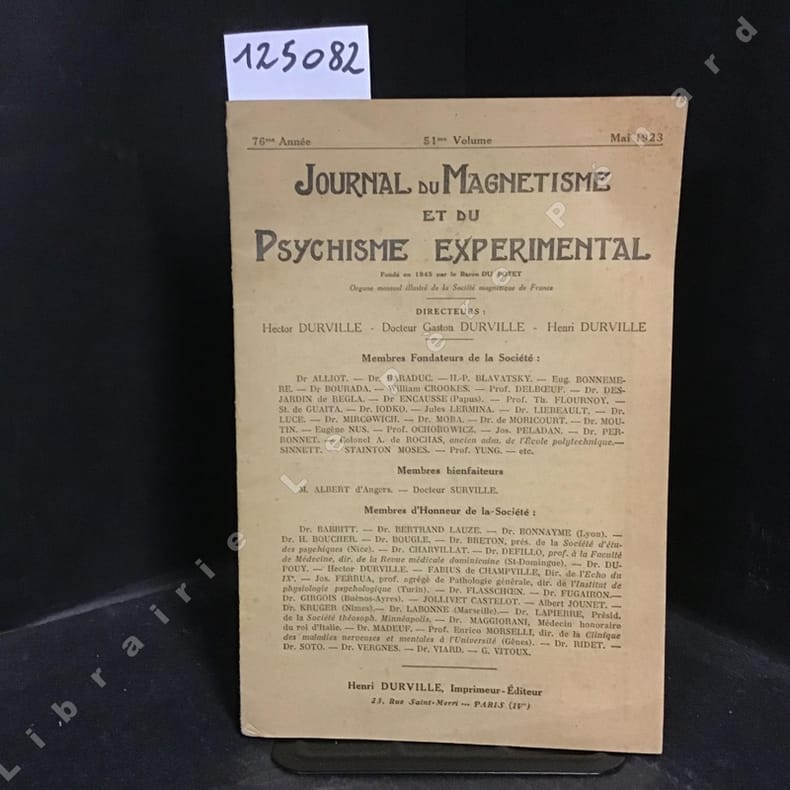 125082
76me Année 51me Volume Mai 1923
JOURNAL DU MAGNETISME
ET DU
PSYCHISME EXPERIMENTAL
Fondé en 1845 par le Baron DU POTET
Organe mensuel illustré de la Société magnétique de France
DIRECTEURS :
Hector DURVILLE - Docteur Gaston DURVILLE - Henri DURVILLE
Membres Fondateurs de la Société :
Dr ALLIOT. — Dr. BARADUC. — H.-P. BLAVATSKY. — Eug. BONNEME-
RE. — Dr BOURADA. — William CROOKES. — Prof. DELBŒUF. — Dr. DES-
JARDIN de REGLA. — Dr ENCAUSSE (Papus). — Prof. Th. FLOURNOY. —
St. de GUAITA. — Dr. IODKO. — Jules LERMINA. — Dr. LIEBEAULT. — Dr.
LUCE. — Dr. MIRCOWICH. — Dr. MOBA. — Dr. de MORICOURT. — Dr. MOU-
TIN. — Eugène NUS. — Prof. OCHOROWICZ. — Jos. PELADAN. — Dr. PER-
RONNET. — Colonel A. de ROCHAS, ancien adm. de l'École polytechnique.—
SINNETT. — STAINTON MOSES. — Prof. YUNG. — etc.
Membres bienfaiteurs
M. ALBERT d'Angers. — Docteur SURVILLE.
Membres d'Honneur de la Société :
Dr. BABBITT. — Dr. BERTRAND LAUZE. — Dr. BONNAYME (Lyon). —
Dr. H. BOUCHER. — Dr. BOUGLE. — Dr. BRETON, prés. de la Société d'étu-
des psychiques (Nice). — Dr. CHARVILLAT. — Dr. DEFILLO, prof. à la Faculté
de Médecine, dir. de la Revue médicale dominicaine (St-Domingue). — Dr. DU-
POUY. — Hector DURVILLE. — FABIUS de CHAMPVILLE, Dir. de l'Echo du
IXe. — Jos. FERRUA, prof. agrégé de Pathologie générale, dir. de l'Institut de
physiologie psychologique (Turin). — Dr. FLASSCHŒN. — Dr. FUGAIRON.—
Dr. GIRGOIS (Buènos-Ayres). — JOLLIVET CASTELOT. — Albert JOUNET. —
Dr. KRUGER (Nîmes).— Dr. LABONNE (Marseille).— Dr. LAPIERRE, Présid.
de la Société théosoph. Minnéapolis. — Dr. MAGGIORANI, Médecin honoraire
du roi d'Italie. — Dr. MADEUF. — Prof. Enrico MORSELLI, dir. de la Clinique
des maladies nerveuses et mentales à l'Université (Gênes). — Dr. RIDET. —
Dr. SOTO. — Dr. VERGNES. — Dr. VIARD. — G. VITOUX.
Henri DURVILLE, Imprimeur-Éditeur
23, Rue Saint-Merri — PARIS (IVe)
Librairie Le Père Pénard